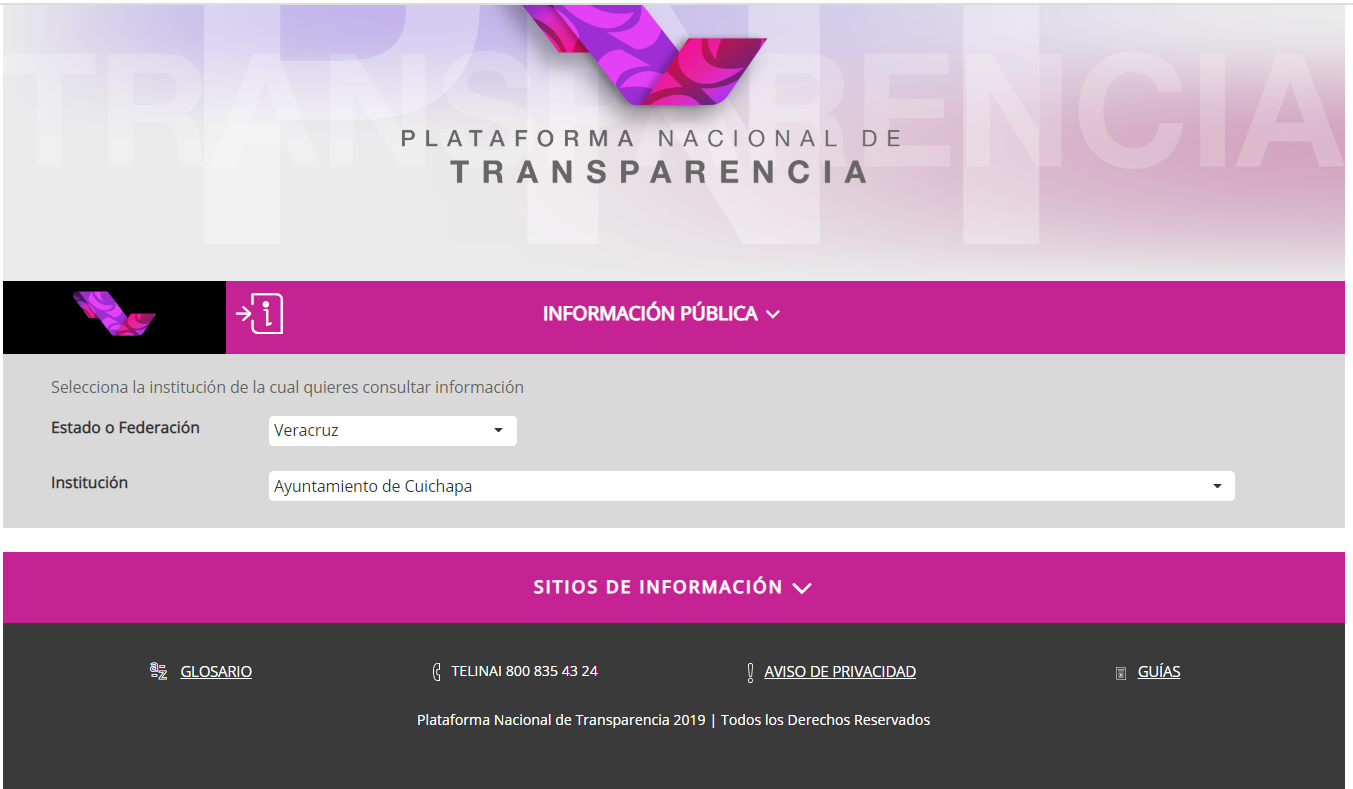 PNT
TRANSPARENCIA
PLATAFORMA NACIONAL DE
TRANSPARENCIA
INFORMACIÓN PÚBLICA
Selecciona la institución de la cual quieres consultar información
Estado o Federación
Veracruz
Institución
Ayuntamiento de Cuichapa
SITIOS DE INFORMACIÓN
GLOSARIO
TELINAI 800 835 43 24
AVISO DE PRIVACIDAD
GUÍAS
Plataforma Nacional de Transparencia 2019 | Todos los Derechos Reservados